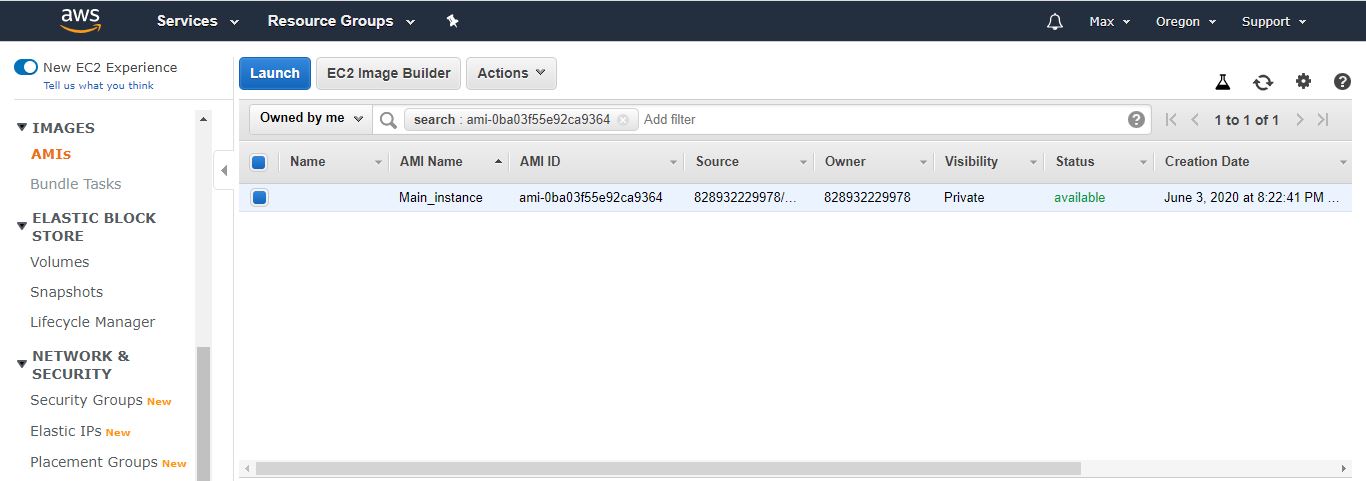 aws Services Resource Groups Max Oregon Support
New EC2 Experience
Tell us what you think
IMAGES
AMIs
Bundle Tasks
ELASTIC BLOCK
STORE
Volumes
Snapshots
Lifecycle Manager
NETWORK &
SECURITY
Security Groups New
Elastic IPs New
Placement Groups New
Launch EC2 Image Builder Actions
?
Owned by me search : ami-0ba03f55e92ca9364 Add filter ? 1 to 1 of 1
Name AMI Name AMI ID Source Owner Visibility Status Creation Date
Main_instance ami-0ba03f55e92ca9364 828932229978/... 828932229978 Private available June 3, 2020 at 8:22:41 PM ...